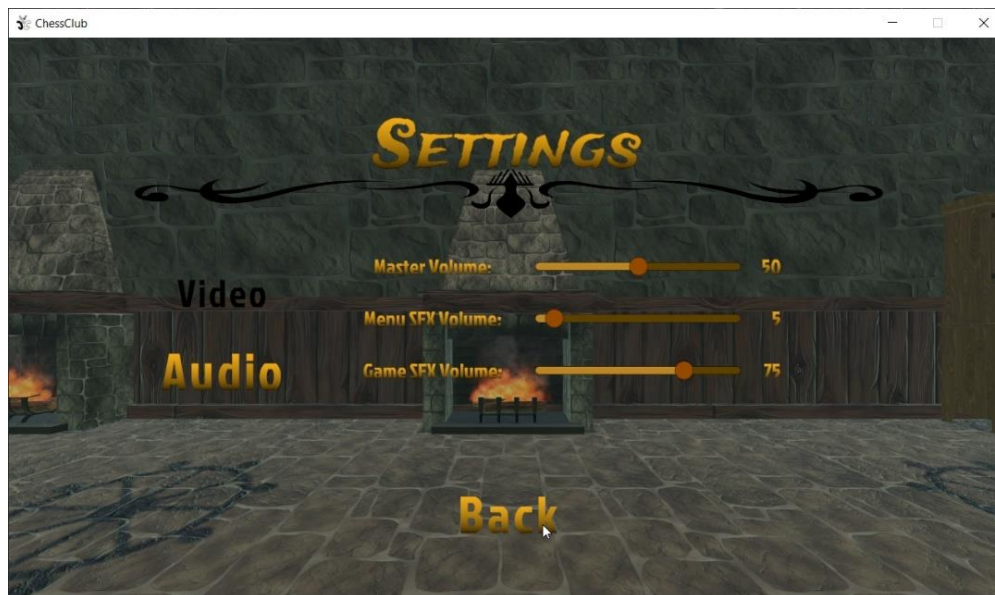 ChessClub
Settings
Master Volume: 50
Video
Menu SFX Volume: 5
Audio
Game SFX Volume: 75
Back